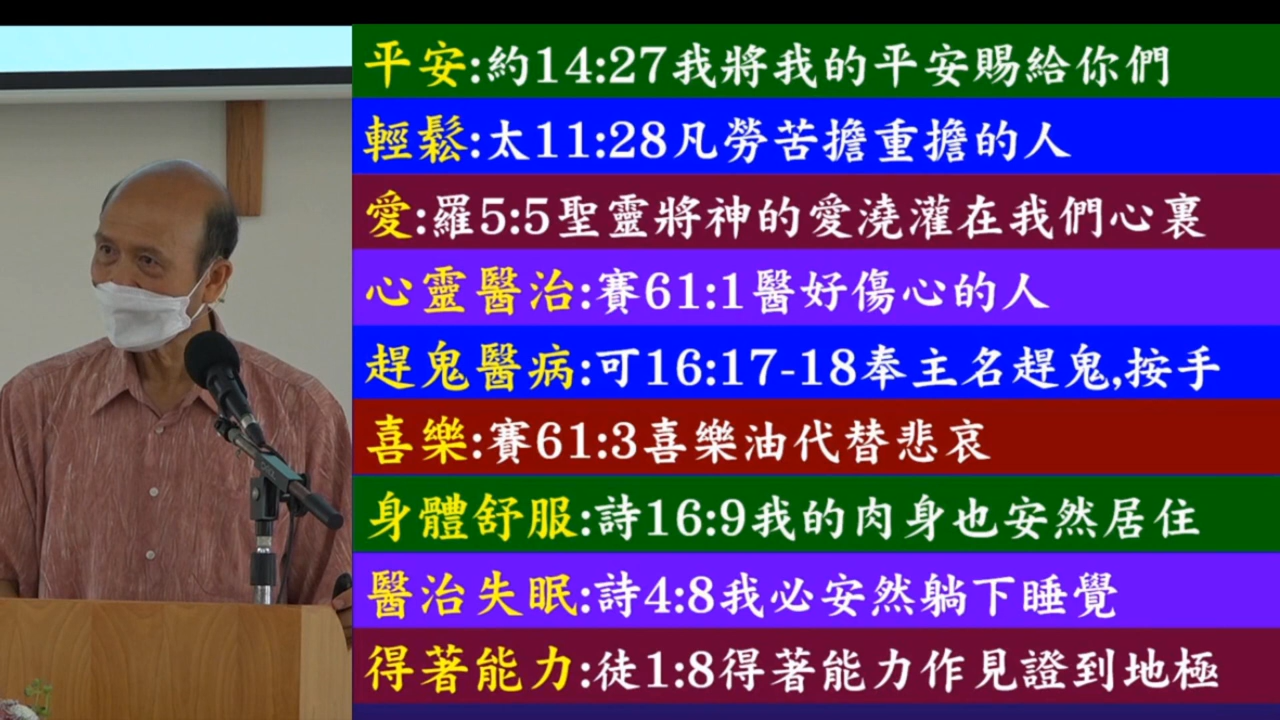 平安:約14:27我將我的平安賜給你們
輕鬆:太11:28凡勞苦擔重擔的人
愛:羅5:5聖靈將神的愛澆灌在我們心裏
心靈醫治:賽61:1醫好傷心的人
趕鬼醫病:可16:17-18奉主名趕鬼,按手
喜樂:賽61:3喜樂油代替悲哀
身體舒服:詩16:9我的肉身也安然居住
醫治失眠:詩4:8我必安然躺下睡覺
得著能力:徒1:8得著能力作見證到地極